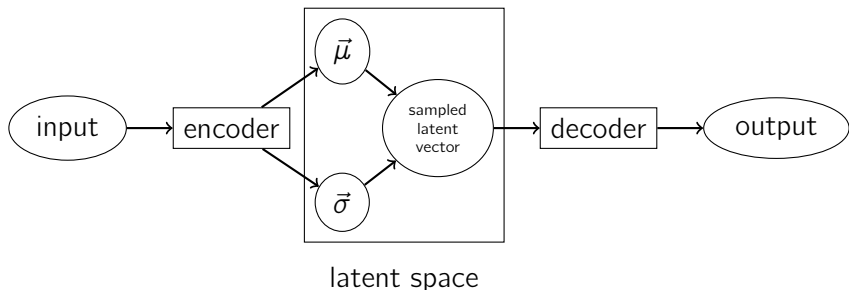 input
encoder
μ⃗
σ⃗
sampled
latent
vector
decoder
output
latent space